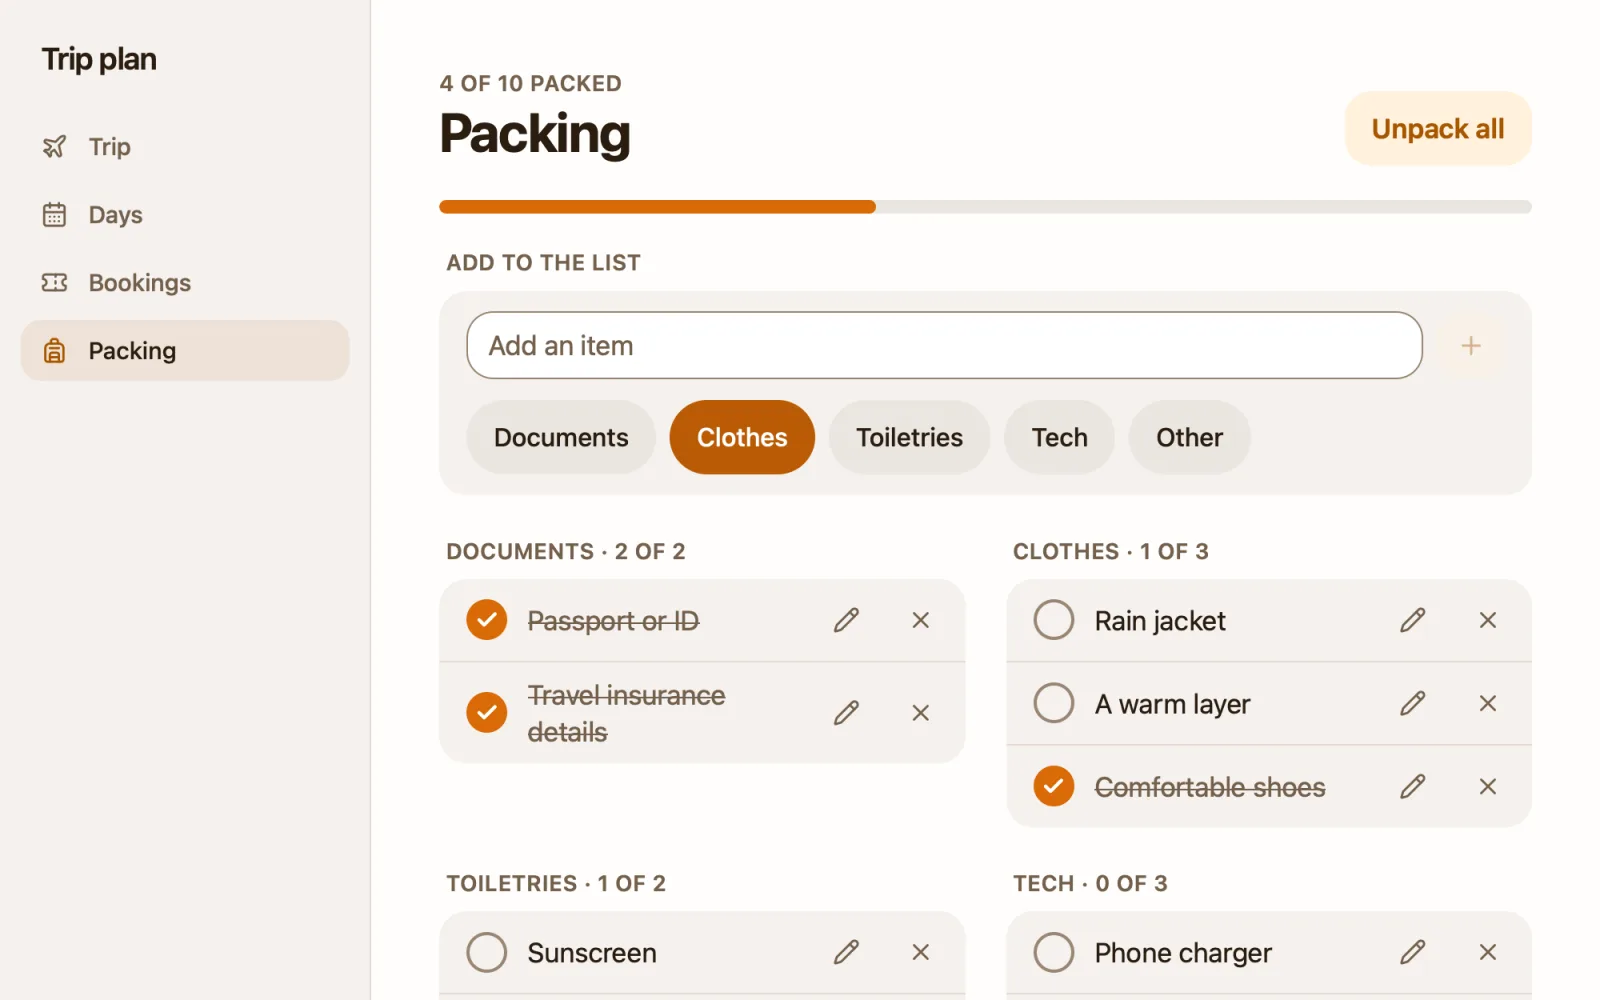 Trip plan
Trip
Days
Bookings
Packing
4 OF 10 PACKED
Packing
Unpack all
ADD TO THE LIST
Add an item
Documents
Clothes
Toiletries
Tech
Other
DOCUMENTS · 2 OF 2
Passport or ID
Travel insurance
details
CLOTHES · 1 OF 3
Rain jacket
A warm layer
Comfortable shoes
TOILETRIES · 1 OF 2
Sunscreen
TECH · 0 OF 3
Phone charger